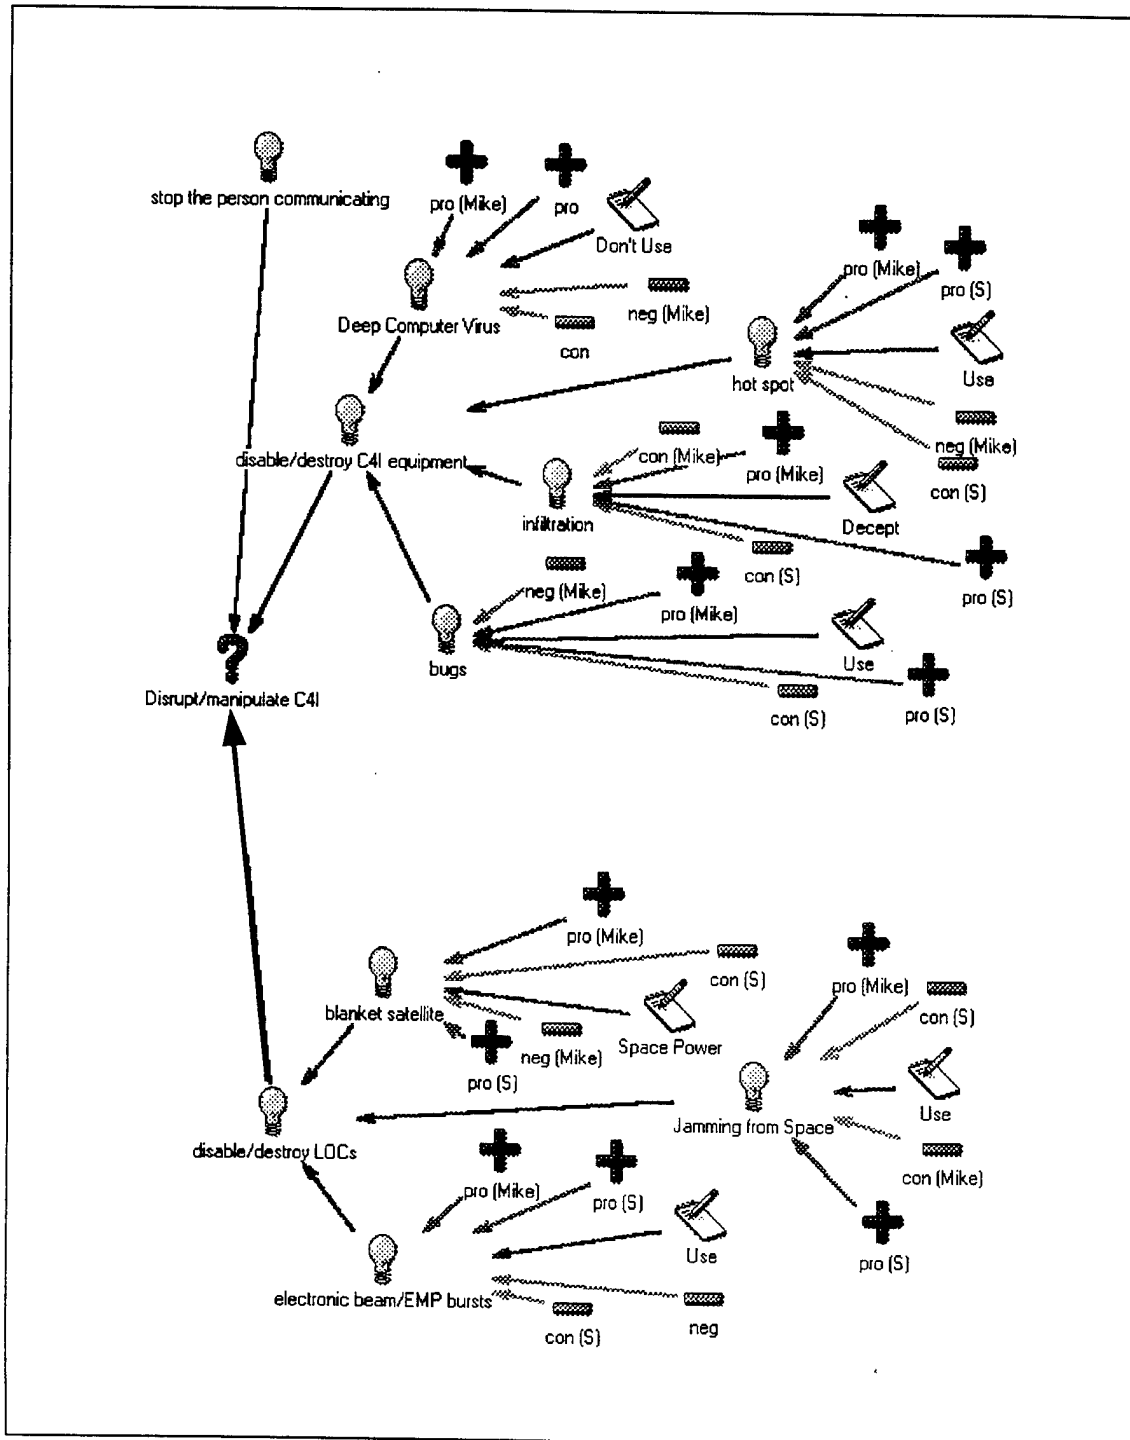 stop the person communicating
pro (Mike)
pro
Don't Use
Deep Computer Virus
neg (Mike)
con
pro (Mike)
pro (S)
hot spot
Use
neg (Mike)
con (S)
disable/destroy C4I equipment
con (Mike)
pro (Mike)
infiltration
Decept
con (S)
pro (S)
neg (Mike)
pro (Mike)
bugs
Use
con (S)
pro (S)
Disrupt/manipulate C4I
pro (Mike)
con (S)
blanket satellite
neg (Mike)
Space Power
pro (S)
pro (Mike)
con (S)
Use
Jamming from Space
con (Mike)
pro (S)
disable/destroy LOCs
pro (Mike)
pro (S)
Use
electronic beam/EMP bursts
con (S)
neg